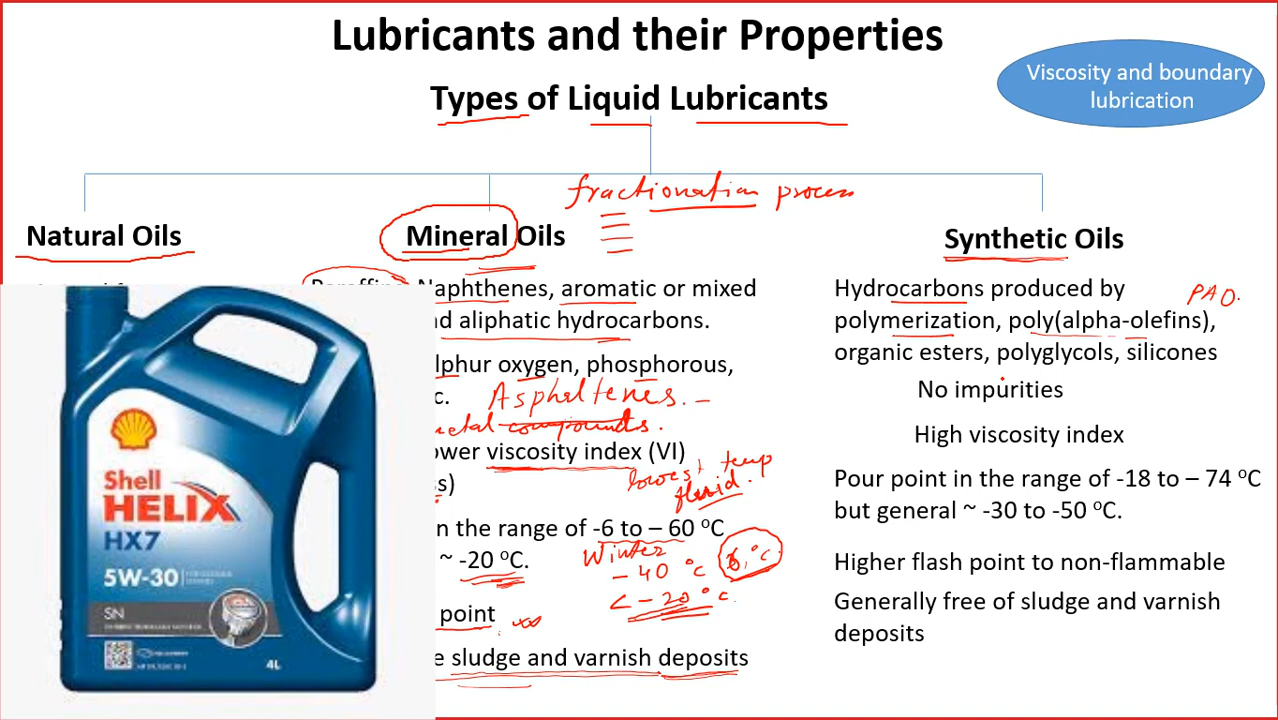 Lubricants and their Properties
Viscosity and boundary
lubrication
Types of Liquid Lubricants
fractionation process
Natural Oils
Mineral Oils
Synthetic Oils
Naphthenes, aromatic or mixed
nd aliphatic hydrocarbons.
lphur oxygen, phosphorous,
c.
Asphaltenes.
metal compounds.
ower viscosity index (VI)
s)
lowest temp
fluid.
n the range of -6 to – 60 ⁰C
~ -20 ⁰C.
Winter
-40 °C
< -20 °C.
point
e sludge and varnish deposits
PAO.
Hydrocarbons produced by
polymerization, poly(alpha-olefins),
organic esters, polyglycols, silicones
No impurities
High viscosity index
Pour point in the range of -18 to – 74 ⁰C
but general ~ -30 to -50 ⁰C.
Higher flash point to non-flammable
Generally free of sludge and varnish
deposits
Shell
HELIX
HX7
5W-30
SN
4L